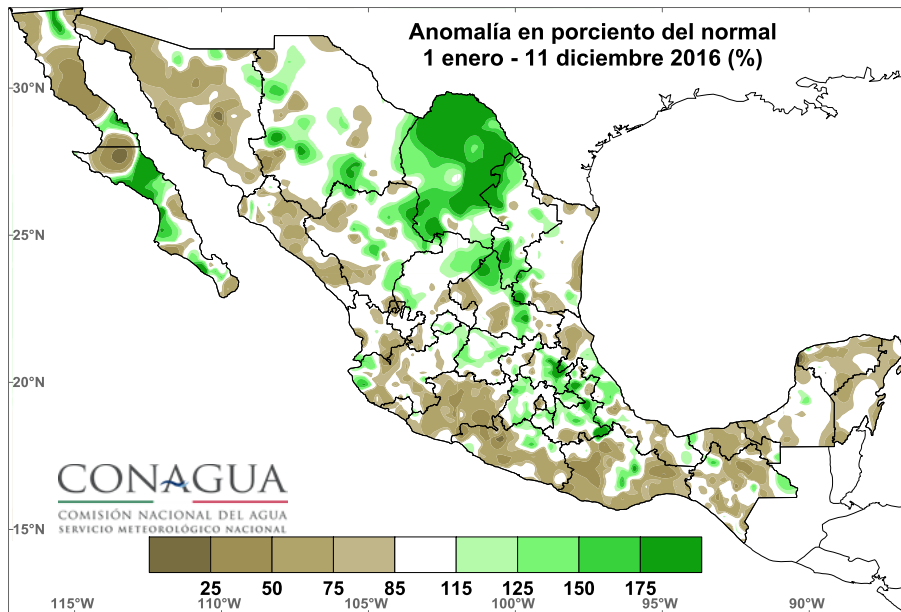 Anomalía en porciento del normal
1 enero - 11 diciembre 2016 (%)
30°N
25°N
20°N
15°N
CONAGUA
COMISIÓN NACIONAL DEL AGUA
SERVICIO METEOROLÓGICO NACIONAL
25 50 75 85 115 125 150 175
115°W 110°W 105°W 100°W 95°W 90°W